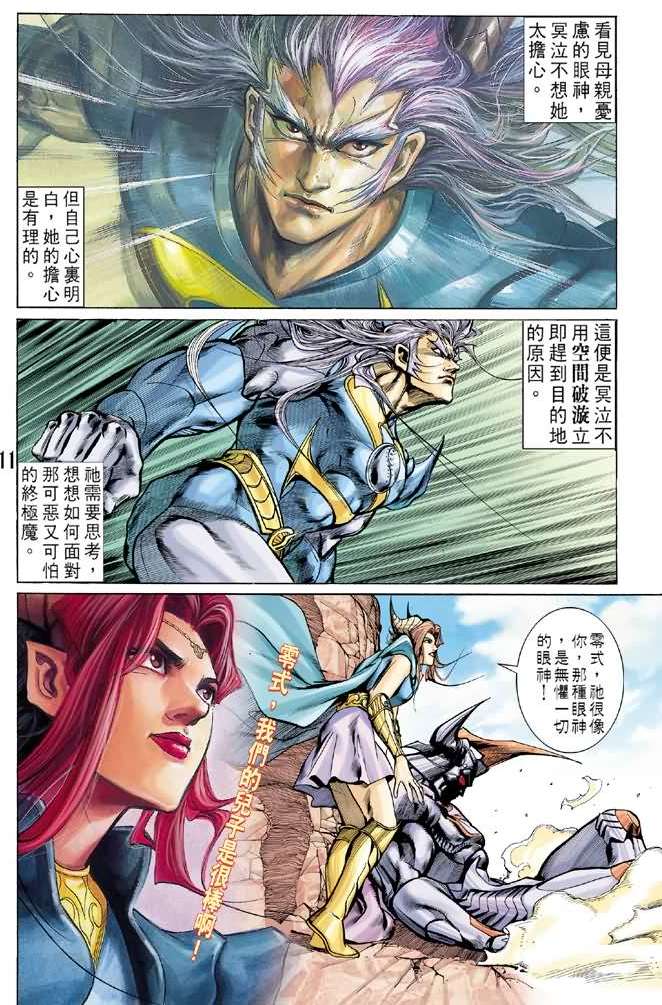 看見母親憂
慮的眼神，
冥泣不想她
太擔心。
但自己心裏明
白，她的擔心
是有理的。
這便是冥泣不
用空間破漩立
即趕到目的地
的原因。
祂需要思考，
想想如何面對
那可惡又可怕
的終極魔。
11
零式，祂很像
你，那種眼神
，是無懼一切
的眼神！
零式，我們的兒子是很棒啊！